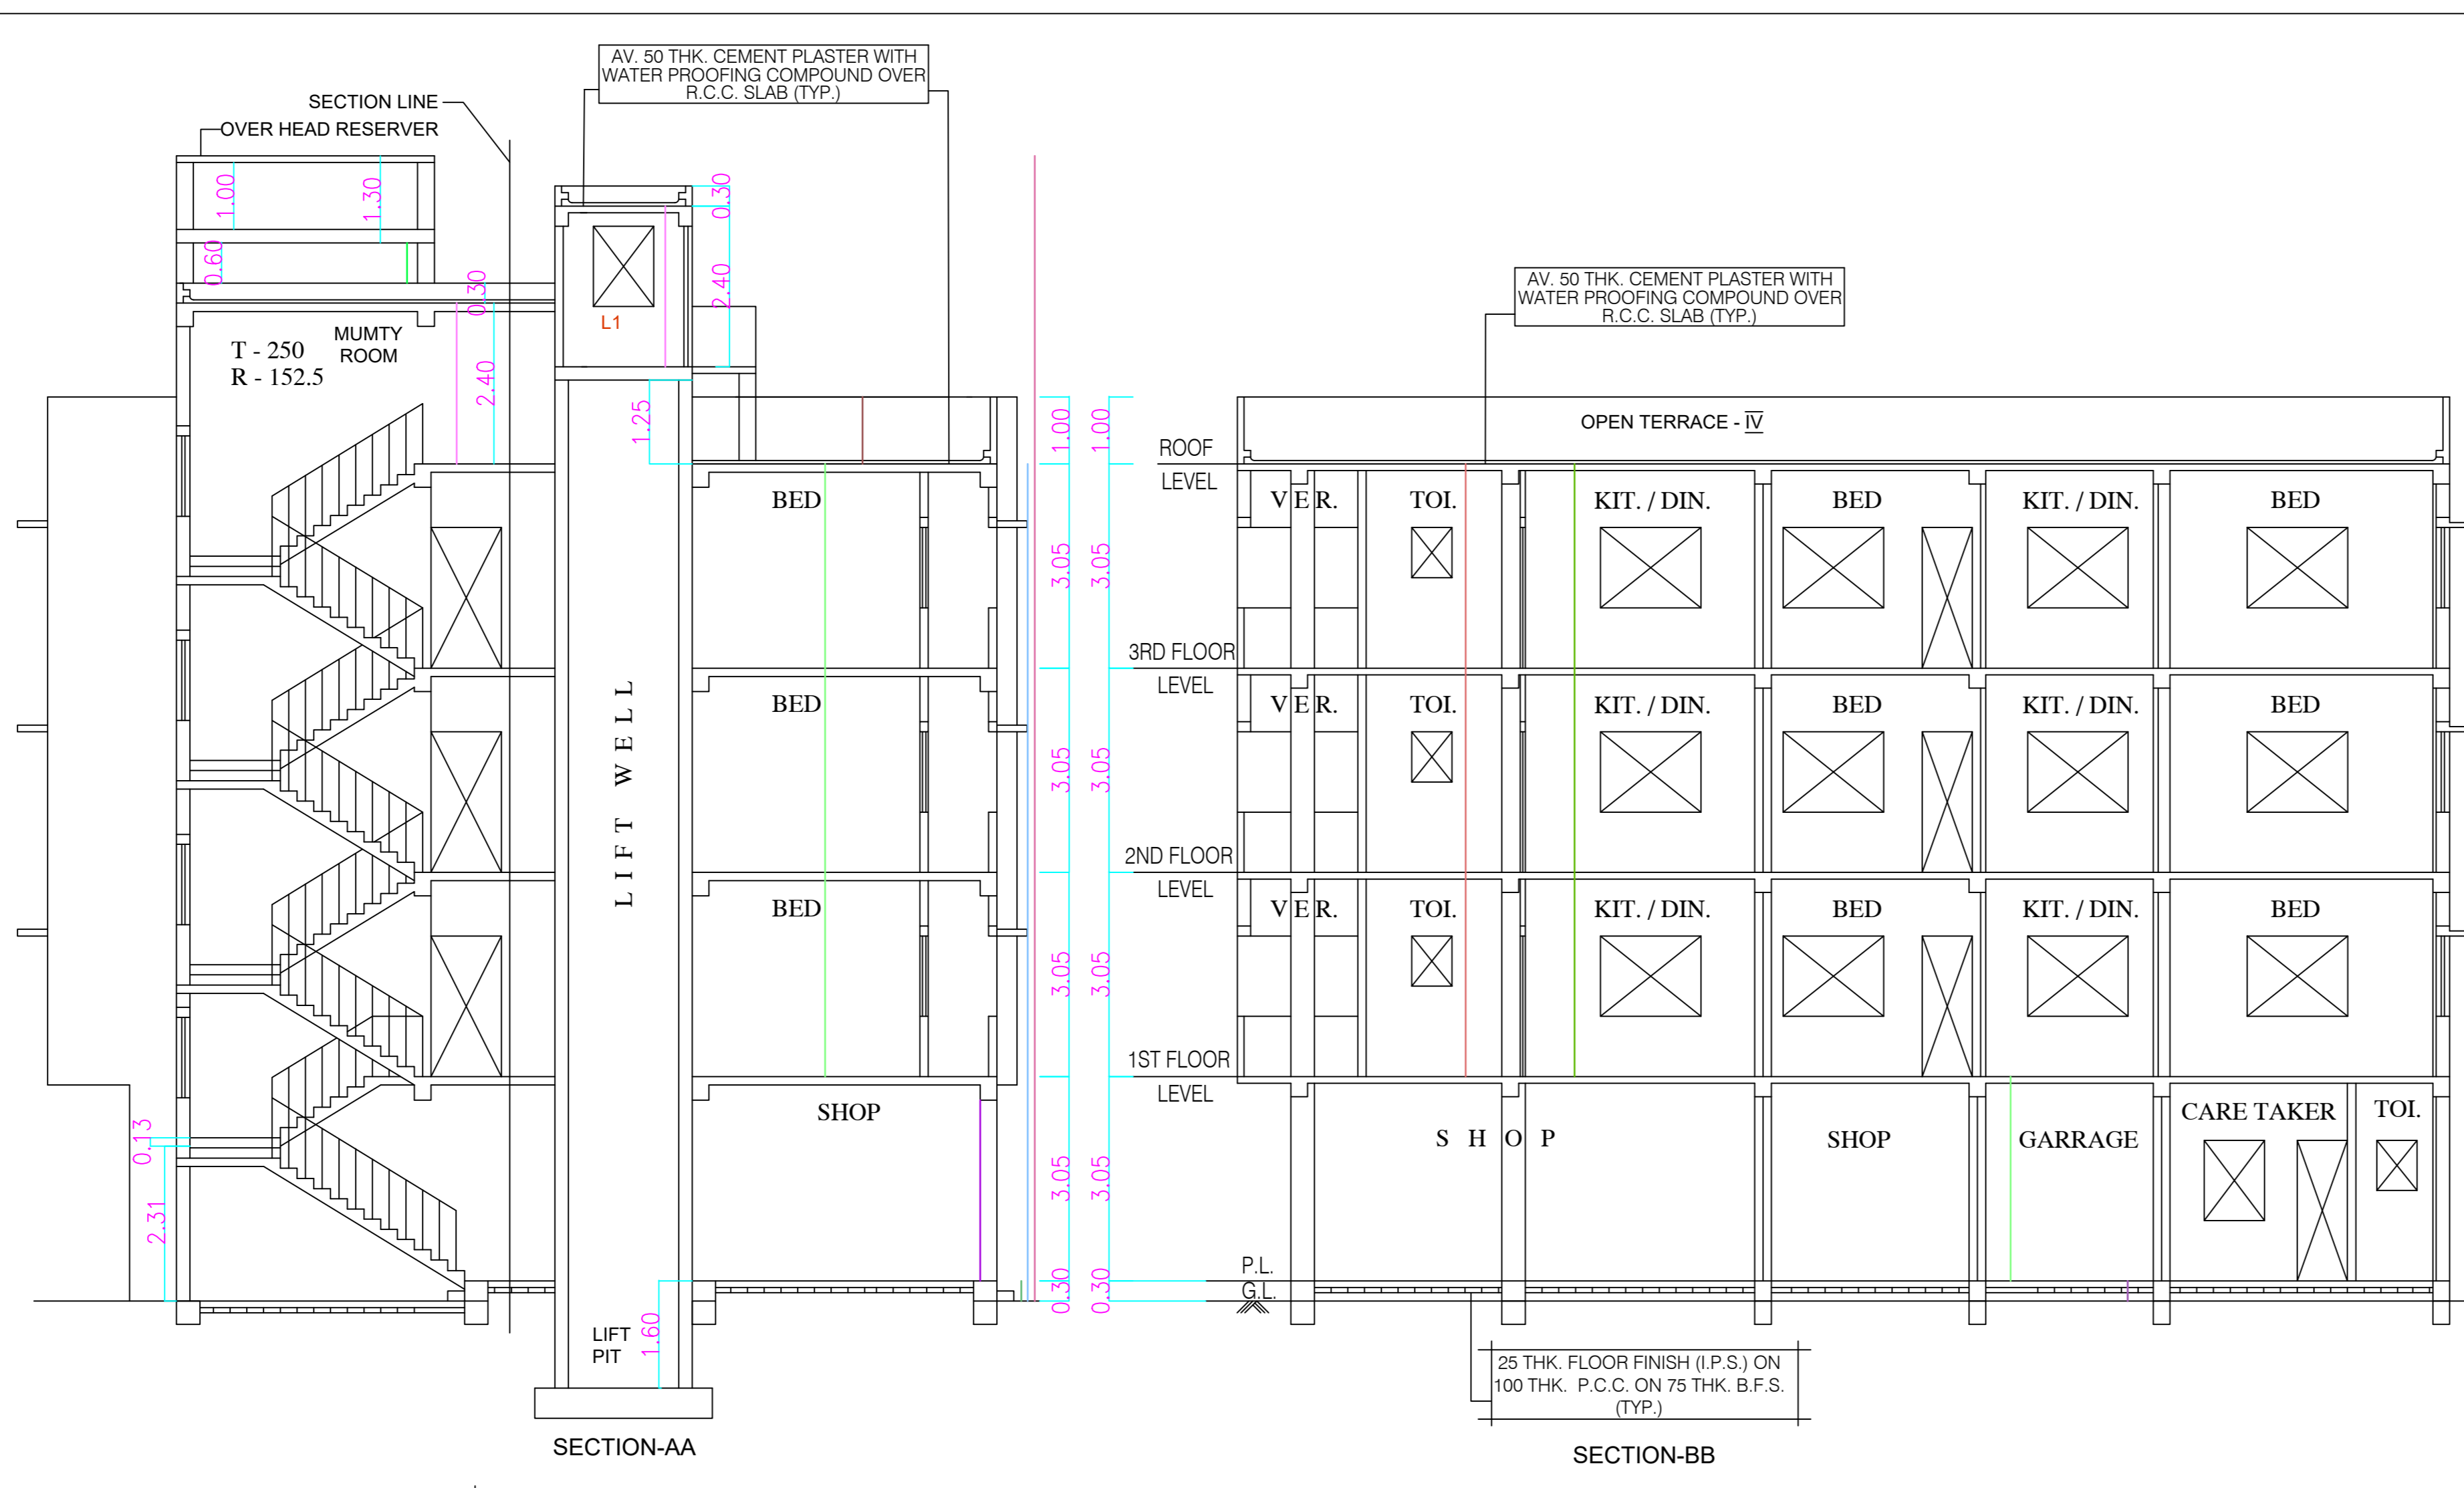 AV. 50 THK. CEMENT PLASTER WITH
WATER PROOFING COMPOUND OVER
R.C.C. SLAB (TYP.)
SECTION LINE
OVER HEAD RESERVER
1.00
1.30
0.60
0.30
0.30
2.40
L1
MUMTY
ROOM
T - 250
R - 152.5
2.40
1.25
LIFT WELL
BED
BED
BED
SHOP
0.13
2.31
LIFT
PIT
1.60
SECTION-AA
1.00
3.05
3.05
3.05
3.05
0.30
1.00
3.05
3.05
3.05
3.05
0.30
AV. 50 THK. CEMENT PLASTER WITH
WATER PROOFING COMPOUND OVER
R.C.C. SLAB (TYP.)
OPEN TERRACE - IV
ROOF
LEVEL
VER. TOI. KIT. / DIN. BED KIT. / DIN. BED
3RD FLOOR
LEVEL
VER. TOI. KIT. / DIN. BED KIT. / DIN. BED
2ND FLOOR
LEVEL
VER. TOI. KIT. / DIN. BED KIT. / DIN. BED
1ST FLOOR
LEVEL
SHOP SHOP GARRAGE CARE TAKER TOI.
P.L.
G.L.
25 THK. FLOOR FINISH (I.P.S.) ON
100 THK. P.C.C. ON 75 THK. B.F.S.
(TYP.)
SECTION-BB